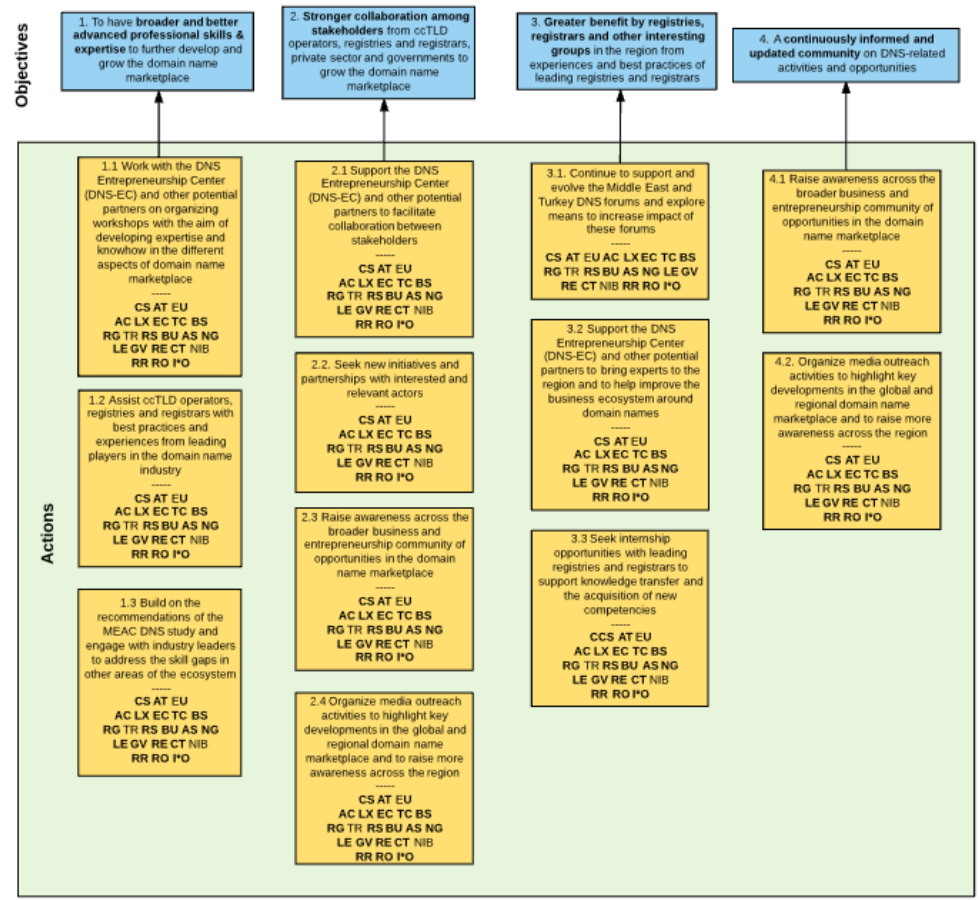 Objectives
1. To have broader and better
advanced professional skills &
expertise to further develop and
grow the domain name
marketplace
2. Stronger collaboration among
stakeholders from ccTLD
operators, registries and registrars,
private sector and governments to
grow the domain name
marketplace
3. Greater benefit by registries,
registrars and other interesting
groups in the region from
experiences and best practices of
leading registries and registrars
4. A continuously informed and
updated community on DNS-related
activities and opportunities
Actions
1.1 Work with the DNS
Entrepreneurship Center
(DNS-EC) and other potential
partners on organizing
workshops with the aim of
developing expertise and
knowhow in the different
aspects of domain name
marketplace
-----
CS AT EU
AC LX EC TC BS
RG TR RS BU AS NG
LE GV RE CT NIB
RR RO I*O
1.2 Assist ccTLD operators,
registries and registrars with
best practices and
experiences from leading
players in the domain name
industry
-----
CS AT EU
AC LX EC TC BS
RG TR RS BU AS NG
LE GV RE CT NIB
RR RO I*O
1.3 Build on the
recommendations of the
MEAC DNS study and
engage with industry leaders
to address the skill gaps in
other areas of the ecosystem
-----
CS AT EU
AC LX EC TC BS
RG TR RS BU AS NG
LE GV RE CT NIB
RR RO I*O
2.1 Support the DNS
Entrepreneurship Center
(DNS-EC) and other potential
partners to facilitate
collaboration between
stakeholders
-----
CS AT EU
AC LX EC TC BS
RG TR RS BU AS NG
LE GV RE CT NIB
RR RO I*O
2.2. Seek new initiatives and
partnerships with interested and
relevant actors
-----
CS AT EU
AC LX EC TC BS
RG TR RS BU AS NG
LE GV RE CT NIB
RR RO I*O
2.3 Raise awareness across the
broader business and
entrepreneurship community of
opportunities in the domain
name marketplace
-----
CS AT EU
AC LX EC TC BS
RG TR RS BU AS NG
LE GV RE CT NIB
RR RO I*O
2.4 Organize media outreach
activities to highlight key
developments in the global and
regional domain name
marketplace and to raise more
awareness across the region
-----
CS AT EU
AC LX EC TC BS
RG TR RS BU AS NG
LE GV RE CT NIB
RR RO I*O
3.1. Continue to support and
evolve the Middle East and
Turkey DNS forums and explore
means to increase impact of
these forums
-----
CS AT EU AC LX EC TC BS
RG TR RS BU AS NG LE GV
RE CT NIB RR RO I*O
3.2 Support the DNS
Entrepreneurship Center
(DNS-EC) and other potential
partners to bring experts to the
region and to help improve the
business ecosystem around
domain names
-----
CS AT EU
AC LX EC TC BS
RG TR RS BU AS NG
LE GV RE CT NIB
RR RO I*O
3.3 Seek internship
opportunities with leading
registries and registrars to
support knowledge transfer and
the acquisition of new
competencies
-----
CCS AT EU
AC LX EC TC BS
RG TR RS BU AS NG
LE GV RE CT NIB
RR RO I*O
4.1 Raise awareness across the
broader business and
entrepreneurship community of
opportunities in the domain
name marketplace
-----
CS AT EU
AC LX EC TC BS
RG TR RS BU AS NG
LE GV RE CT NIB
RR RO I*O
4.2. Organize media outreach
activities to highlight key
developments in the global and
regional domain name
marketplace and to raise more
awareness across the region
-----
CS AT EU
AC LX EC TC BS
RG TR RS BU AS NG
LE GV RE CT NIB
RR RO I*O